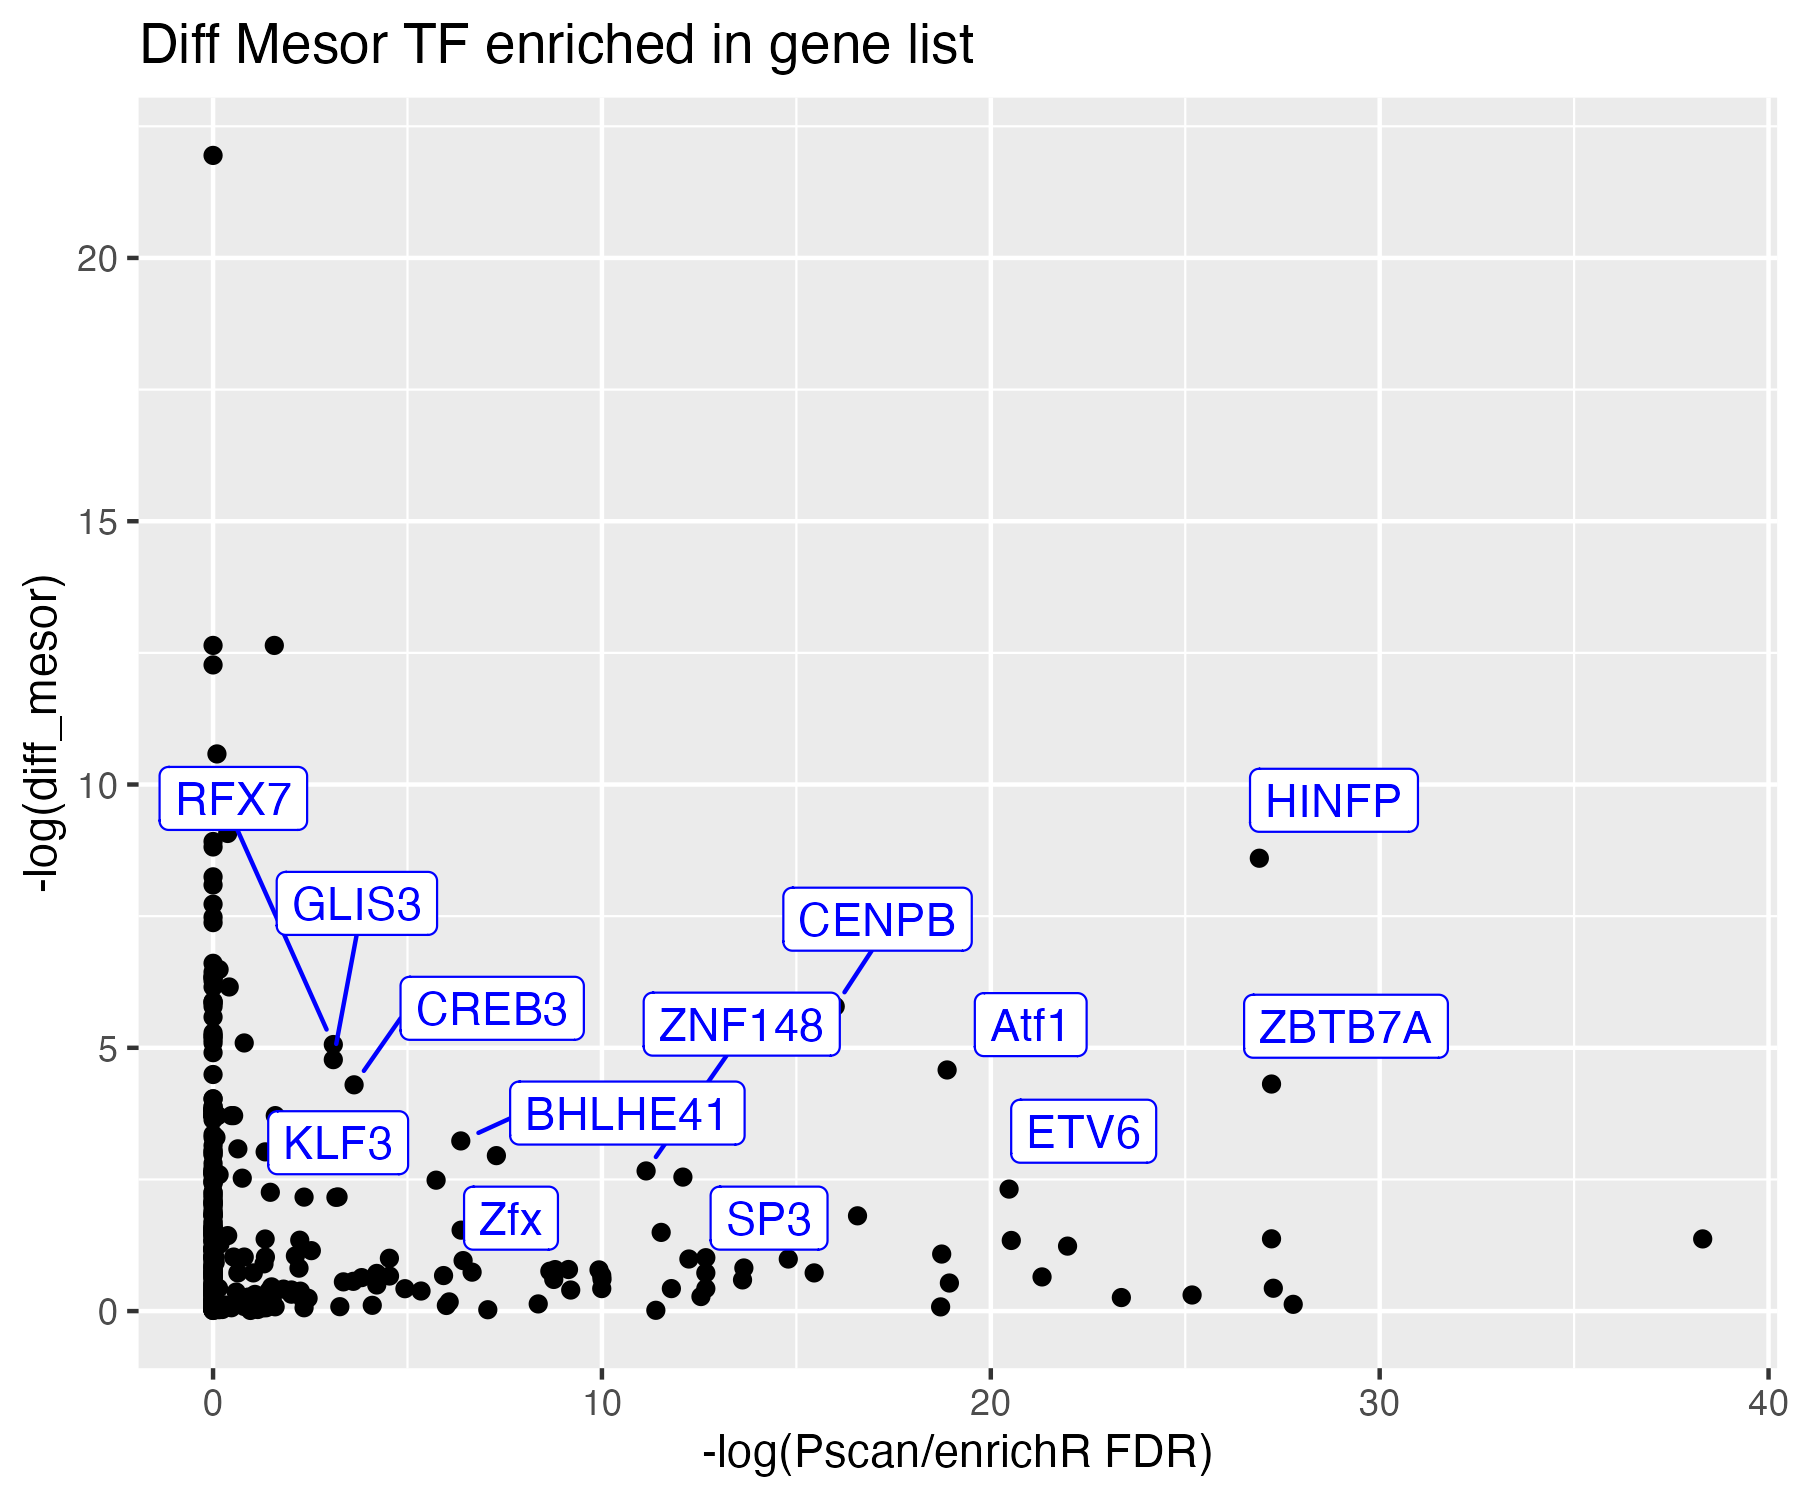 Diff Mesor TF enriched in gene list
-log(diff_mesor)
20
15
10
5
0
RFX7
HINFP
GLIS3
CENPB
CREB3
ZNF148
Atf1
ZBTB7A
BHLHE41
KLF3
ETV6
Zfx
SP3
0 10 20 30 40
-log(Pscan/enrichR FDR)